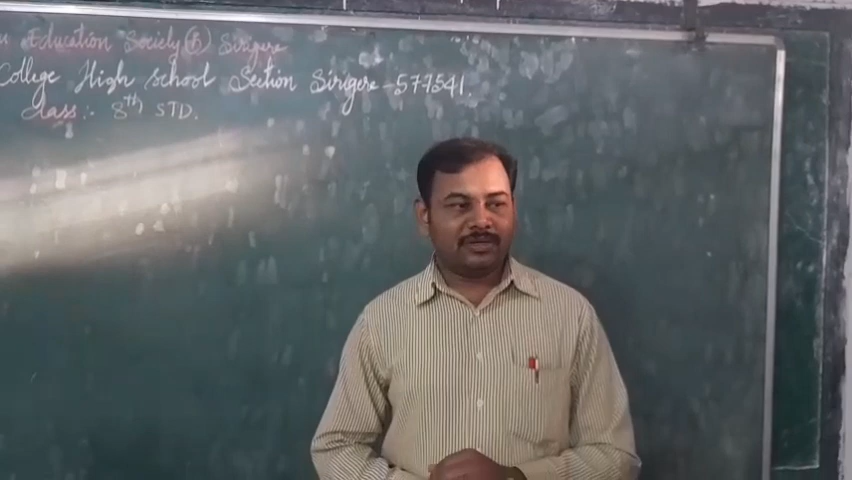 Education Society (R) Sirigere
College High school Section Sirigere - 577541.
Class:- 8th STD.